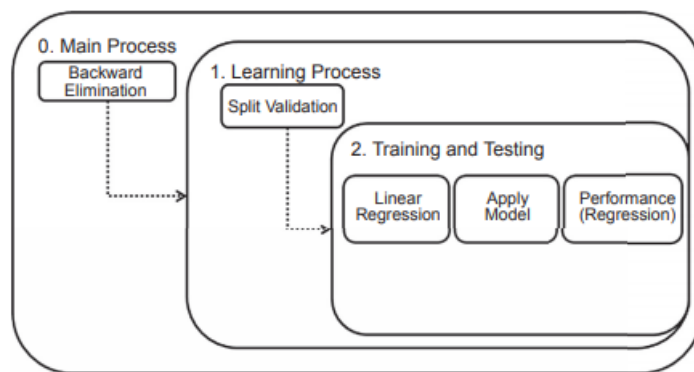 0. Main Process
Backward
Elimination
1. Learning Process
Split Validation
2. Training and Testing
Linear
Regression
Apply
Model
Performance
(Regression)